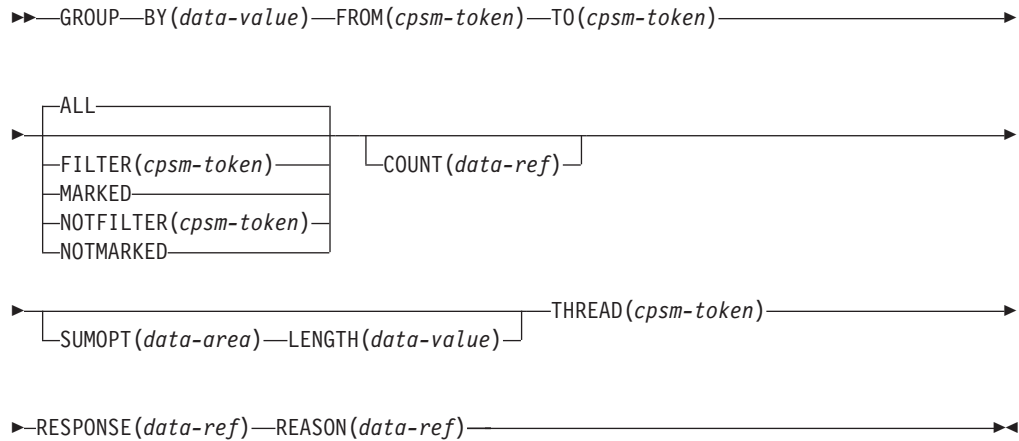 GROUP BY(data-value) FROM(cpsm-token) TO(cpsm-token)
ALL
FILTER(cpsm-token)
MARKED
NOTFILTER(cpsm-token)
NOTMARKED
COUNT(data-ref)
SUMOPT(data-area) LENGTH(data-value)
THREAD(cpsm-token)
RESPONSE(data-ref) REASON(data-ref)